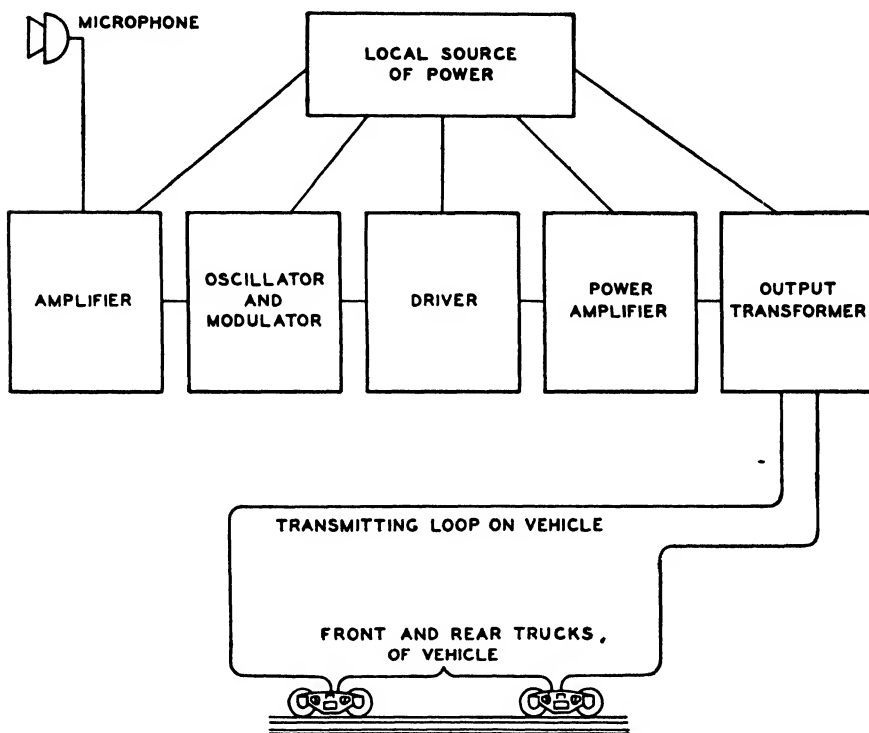 MICROPHONE
LOCAL SOURCE
OF POWER
AMPLIFIER
OSCILLATOR
AND
MODULATOR
DRIVER
POWER
AMPLIFIER
OUTPUT
TRANSFORMER
TRANSMITTING LOOP ON VEHICLE
FRONT AND REAR TRUCKS
OF VEHICLE